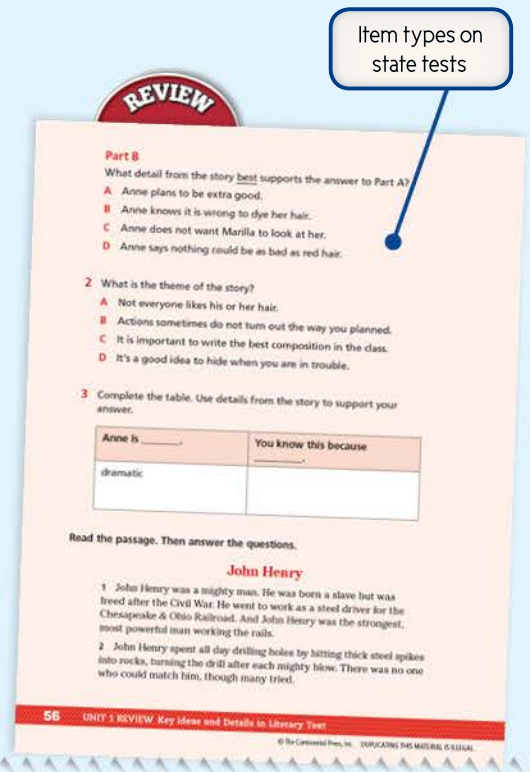 Item types on
state tests
REVIEW
Part B
What detail from the story best supports the answer to Part A?
A Anne plans to be extra good.
B Anne knows it is wrong to dye her hair.
C Anne does not want Marilla to look at her.
D Anne says nothing could be as bad as red hair.
2 What is the theme of the story?
A Not everyone likes his or her hair.
B Actions sometimes do not turn out the way you planned.
C It is important to write the best composition in the class.
D It's a good idea to hide when you are in trouble.
3 Complete the table. Use details from the story to support your
answer.
Anne is ______.
You know this because
______.
dramatic
Read the passage. Then answer the questions.
John Henry
1 John Henry was a mighty man. He was born a slave but was
freed after the Civil War. He went to work as a steel driver for the
Chesapeake & Ohio Railroad. And John Henry was the strongest,
most powerful man working the rails.
2 John Henry spent all day drilling holes by hitting thick steel spikes
into rocks, turning the drill after each mighty blow. There was no one
who could match him, though many tried.
56 UNIT 1 REVIEW Key Ideas and Details in Literary Text
© The Continental Press, Inc. DUPLICATING THIS MATERIAL IS ILLEGAL.